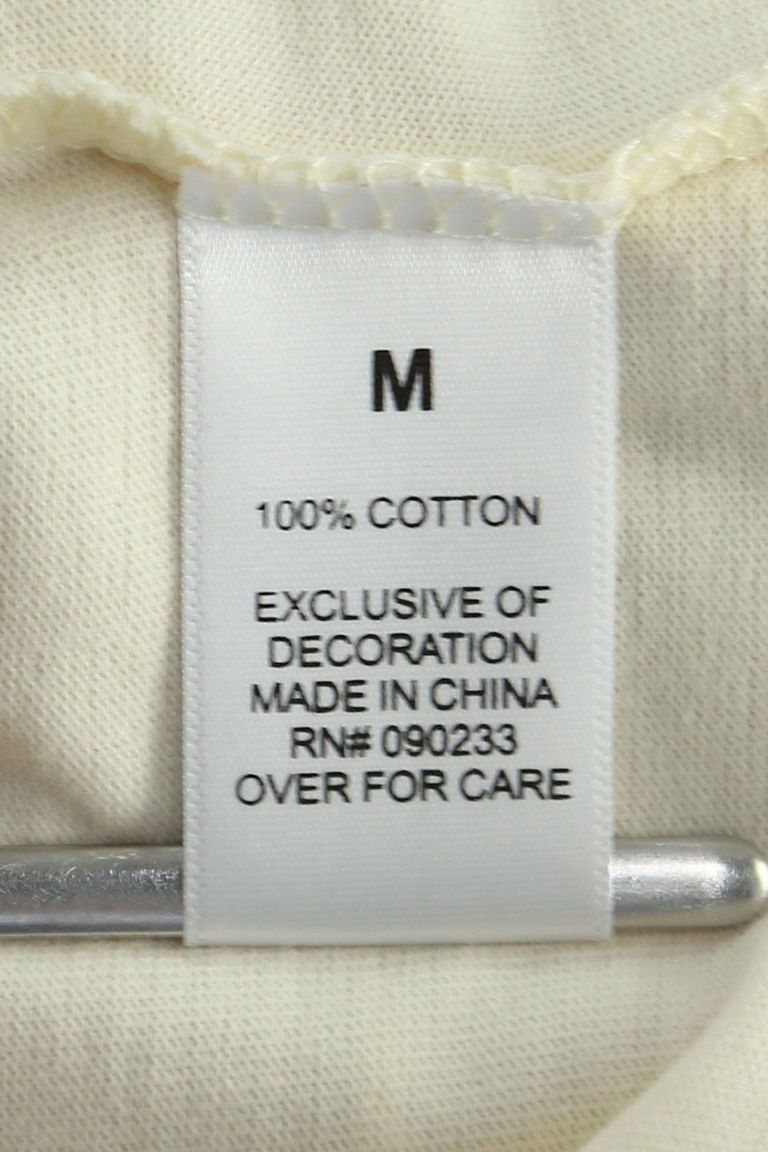 M
100% COTTON
EXCLUSIVE OF
DECORATION
MADE IN CHINA
RN# 090233
OVER FOR CARE